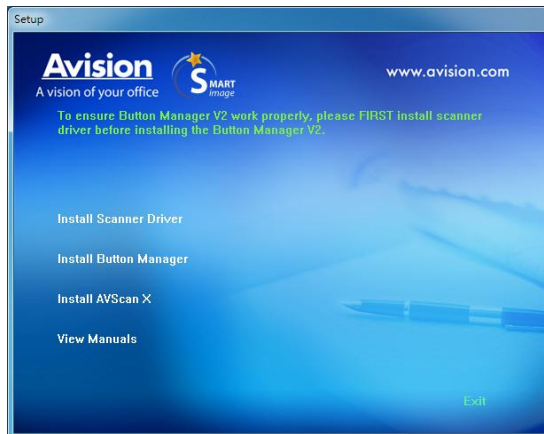 Setup
Avision
A vision of your office
SMART
image
www.avision.com
To ensure Button Manager V2 work properly, please FIRST install scanner
driver before installing the Button Manager V2.
Install Scanner Driver
Install Button Manager
Install AVScan X
View Manuals
Exit